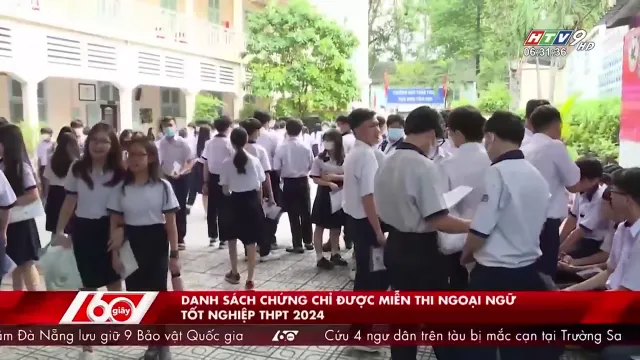 HTV9 HD
06:31:36
60 giây
DANH SÁCH CHỨNG CHỈ ĐƯỢC MIỄN THI NGOẠI NGỮ
TỐT NGHIỆP THPT 2024
ăm Đà Nẵng lưu giữ 9 Bảo vật Quốc gia
Cứu 4 ngư dân trên tàu bị mắc cạn tại Trường Sa